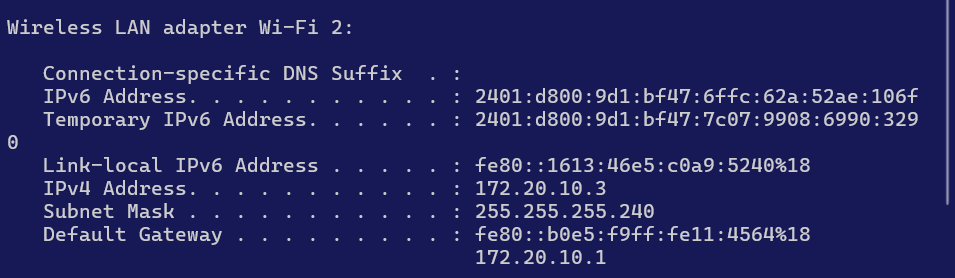 Wireless LAN adapter Wi-Fi 2:
Connection-specific DNS Suffix  . :
IPv6 Address. . . . . . . . . . . : 2401:d800:9d1:bf47:6ffc:62a:52ae:106f
Temporary IPv6 Address. . . . . . : 2401:d800:9d1:bf47:7c07:9908:6990:329
0
Link-local IPv6 Address . . . . . : fe80::1613:46e5:c0a9:5240%18
IPv4 Address. . . . . . . . . . . : 172.20.10.3
Subnet Mask . . . . . . . . . . . : 255.255.255.240
Default Gateway . . . . . . . . . : fe80::b0e5:f9ff:fe11:4564%18
172.20.10.1